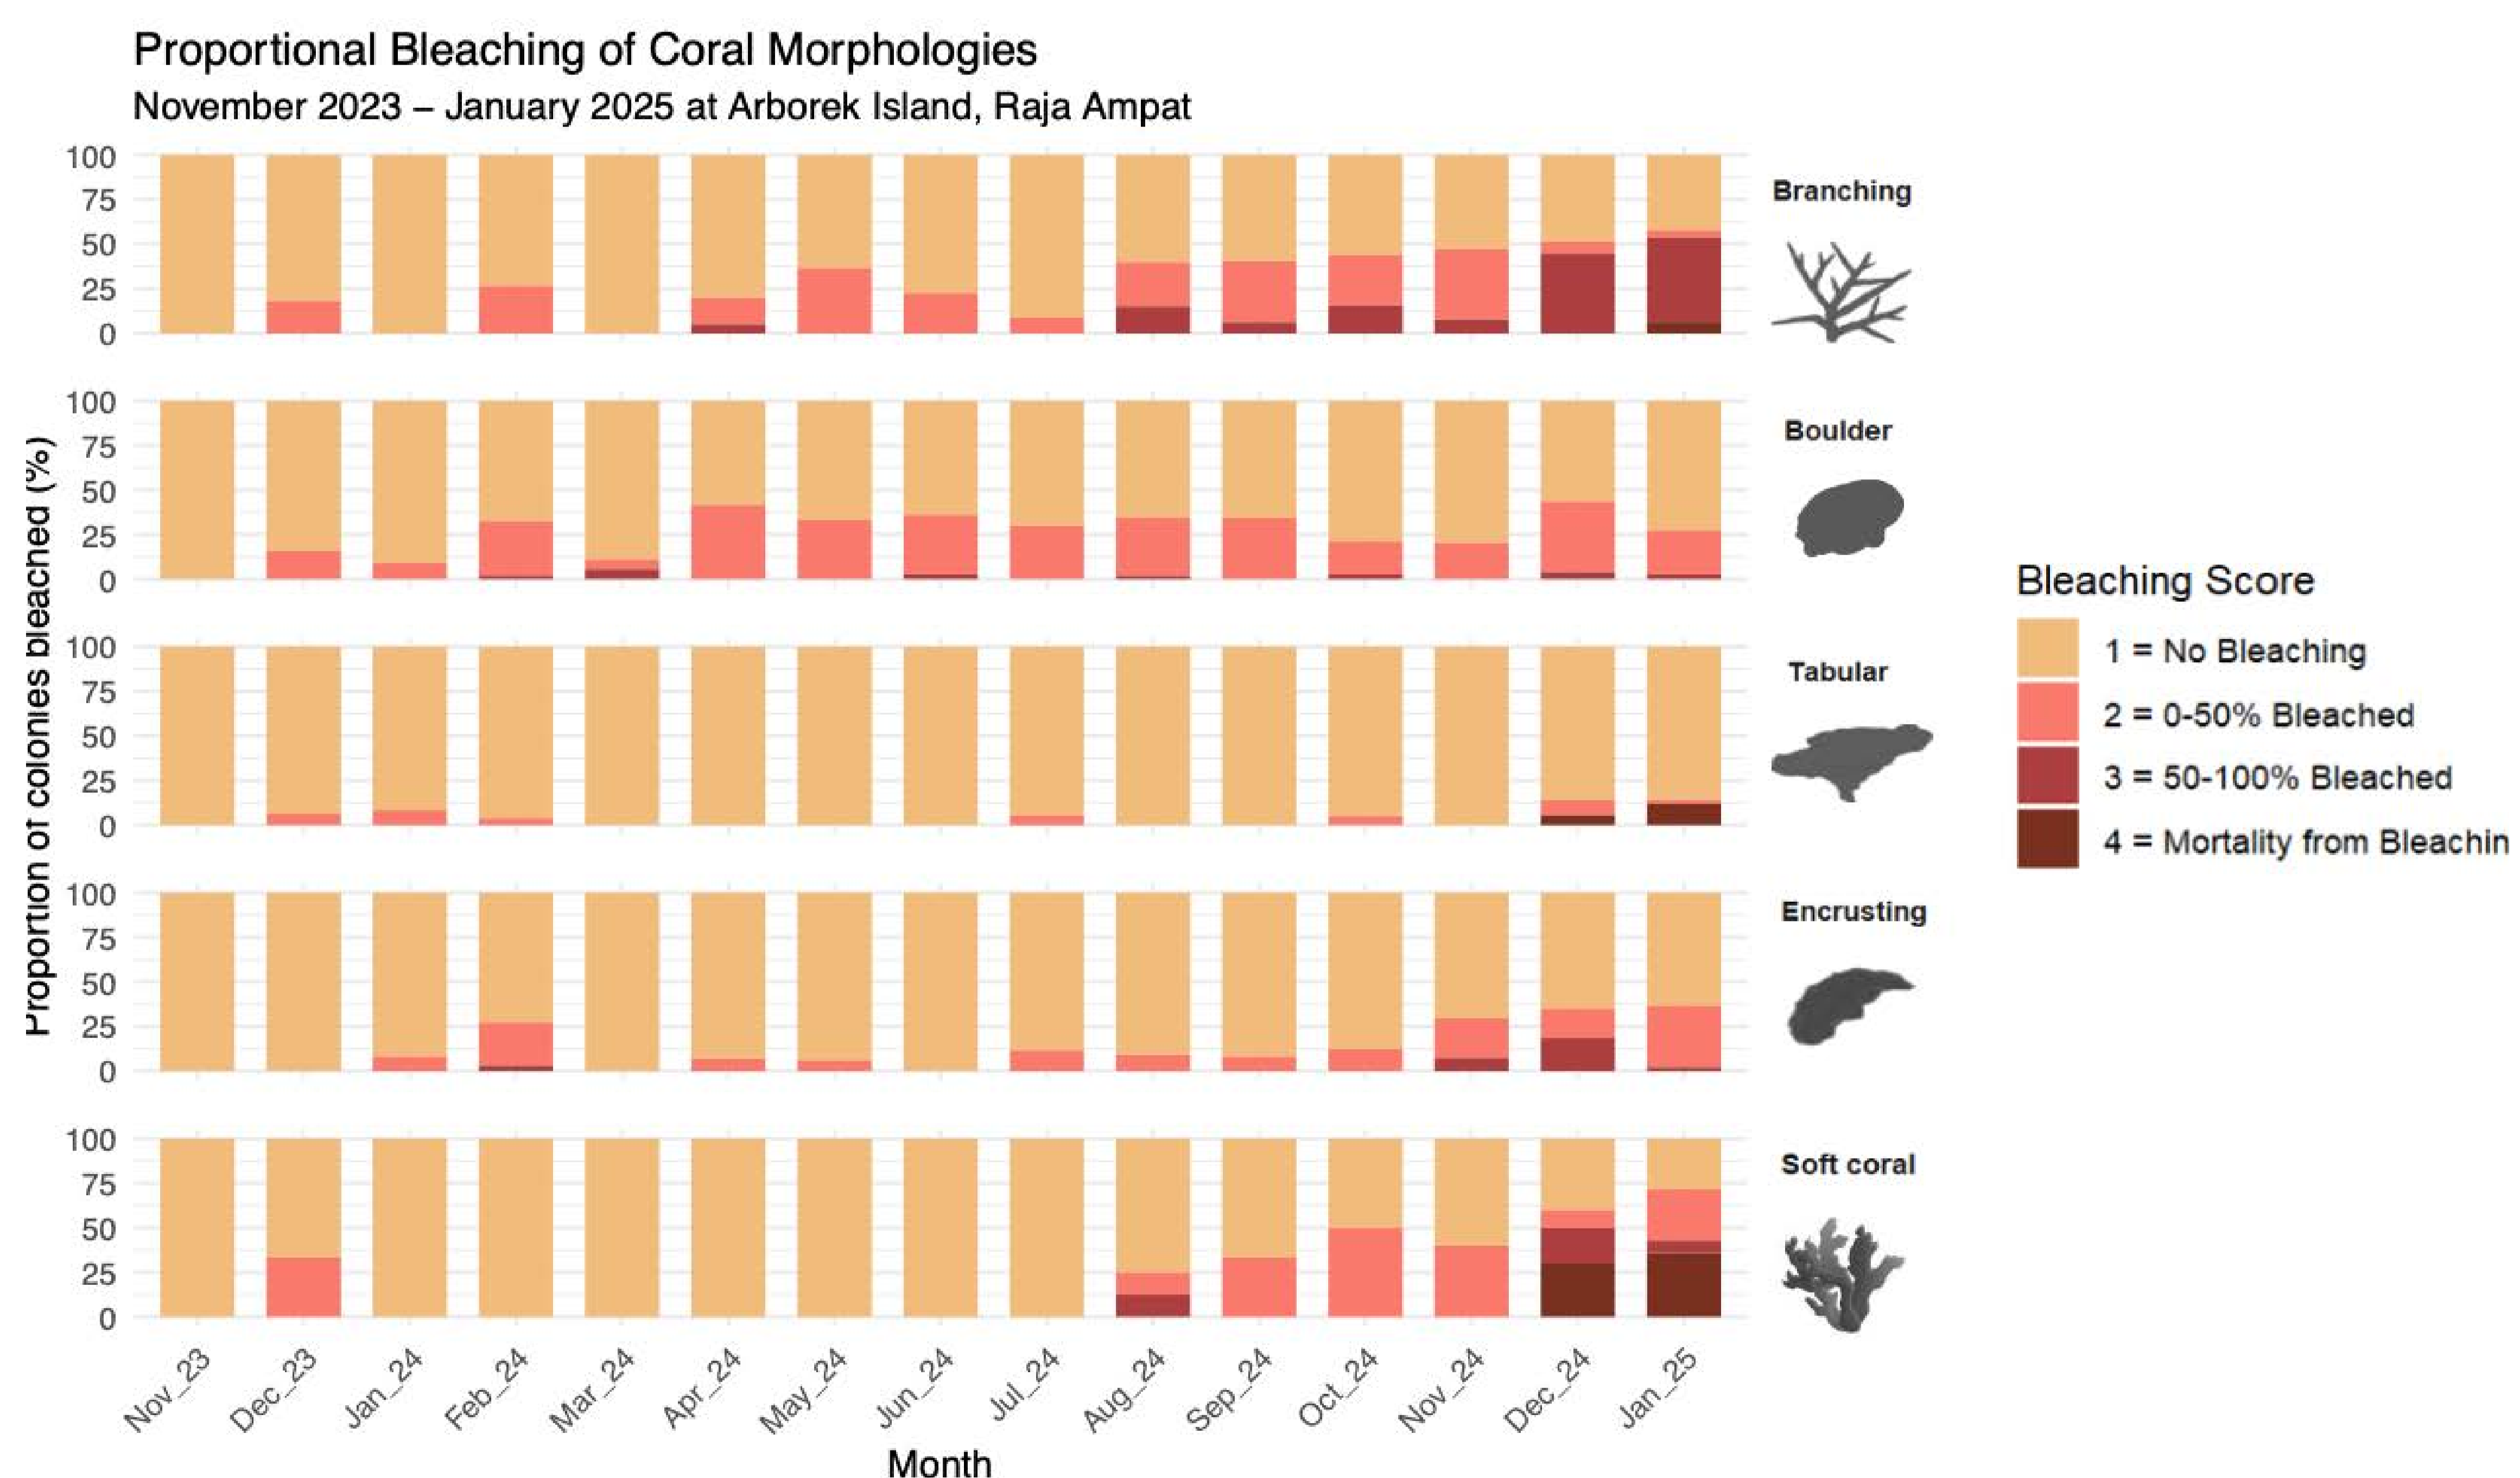 Proportional Bleaching of Coral Morphologies
November 2023 – January 2025 at Arborek Island, Raja Ampat
Proportion of colonies bleached (%)
100
75
50
25
0
Branching
100
75
50
25
0
Boulder
100
75
50
25
0
Tabular
100
75
50
25
0
Encrusting
100
75
50
25
0
Soft coral
Nov_23 Dec_23 Jan_24 Feb_24 Mar_24 Apr_24 May_24 Jun_24 Jul_24 Aug_24 Sep_24 Oct_24 Nov_24 Dec_24 Jan_25
Month
Bleaching Score
1 = No Bleaching
2 = 0-50% Bleached
3 = 50-100% Bleached
4 = Mortality from Bleachin